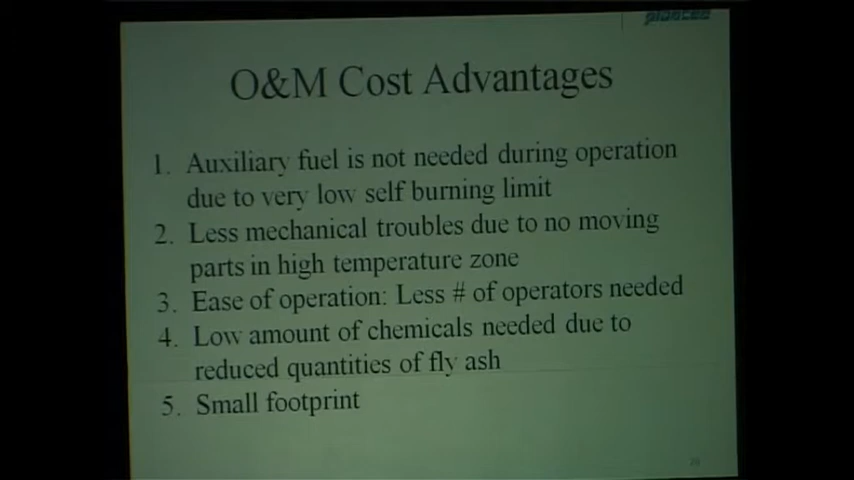 O&M Cost Advantages
1. Auxiliary fuel is not needed during operation
due to very low self burning limit
2. Less mechanical troubles due to no moving
parts in high temperature zone
3. Ease of operation: Less # of operators needed
4. Low amount of chemicals needed due to
reduced quantities of fly ash
5. Small footprint